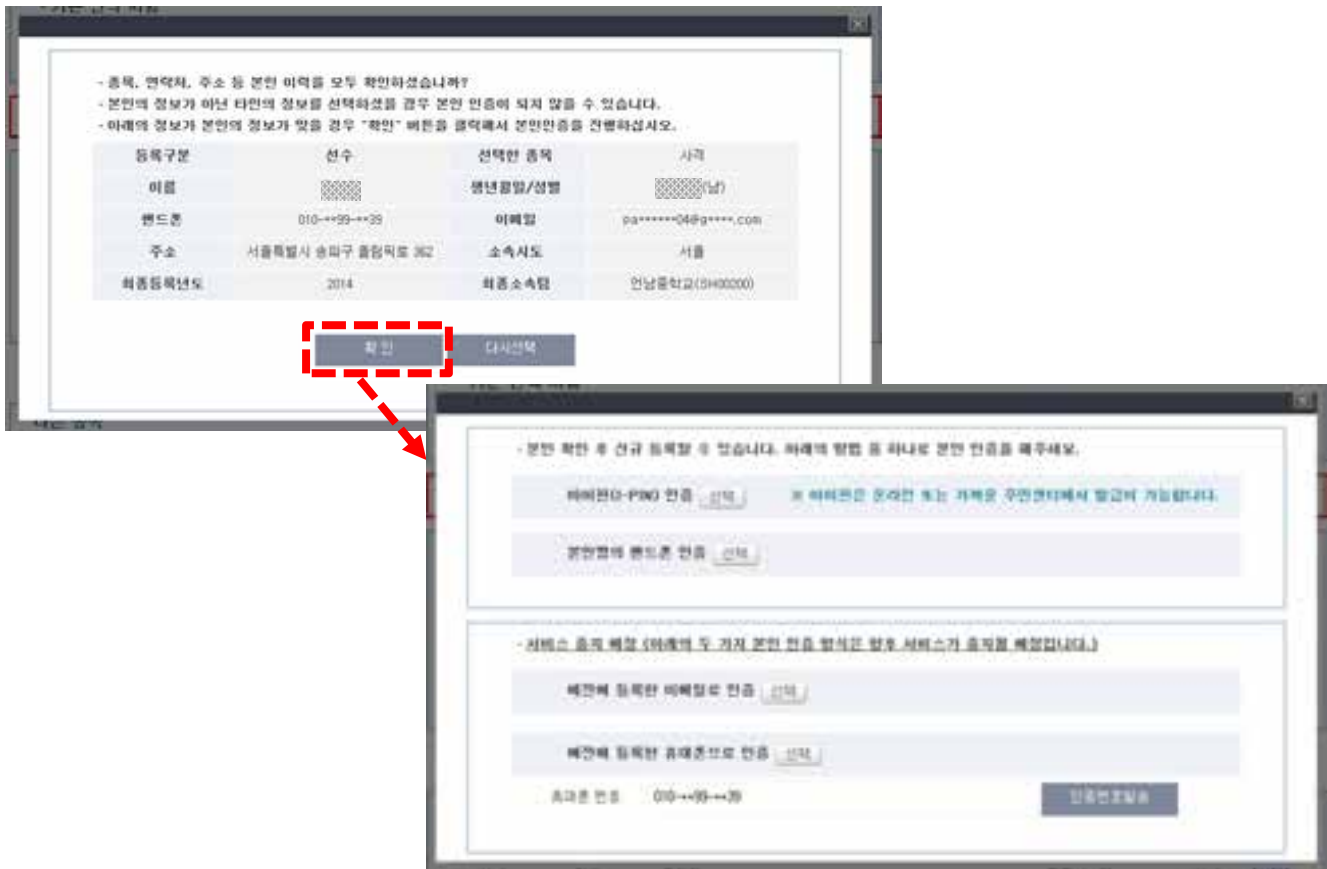 - 종목, 연락처, 주소 등 본인 이력을 모두 확인하셨습니까?
- 본인의 정보가 아닌 타인의 정보를 선택하셨을 경우 본인 인증이 되지 않을 수 있습니다.
- 아래의 정보가 본인의 정보가 맞을 경우 "확인" 버튼을 클릭해서 본인인증을 진행하십시오.
등록구분 선수 선택한 종목 사격
이름 생년월일/성별 (남)
핸드폰 010-**99-**39 이메일 pa******04@g****.com
주소 서울특별시 송파구 올림픽로 362 소속시도 서울
최종등록년도 2014 최종소속팀 언남중학교(SH00200)
확인 다시선택
- 본인 확인 후 신규 등록할 수 있습니다. 아래의 방법 중 하나로 본인 인증을 해주세요.
아이핀(I-PIN) 인증 선택 ※ 아이핀은 온라인 또는 가까운 주민센터에서 발급이 가능합니다.
본인명의 핸드폰 인증 선택
- 서비스 중지 예정 (아래의 두 가지 본인 인증 방식은 향후 서비스가 중지될 예정입니다.)
예전에 등록한 이메일로 인증 선택
예전에 등록한 휴대폰으로 인증 선택
휴대폰 번호 010-**99-**39 인증번호발송